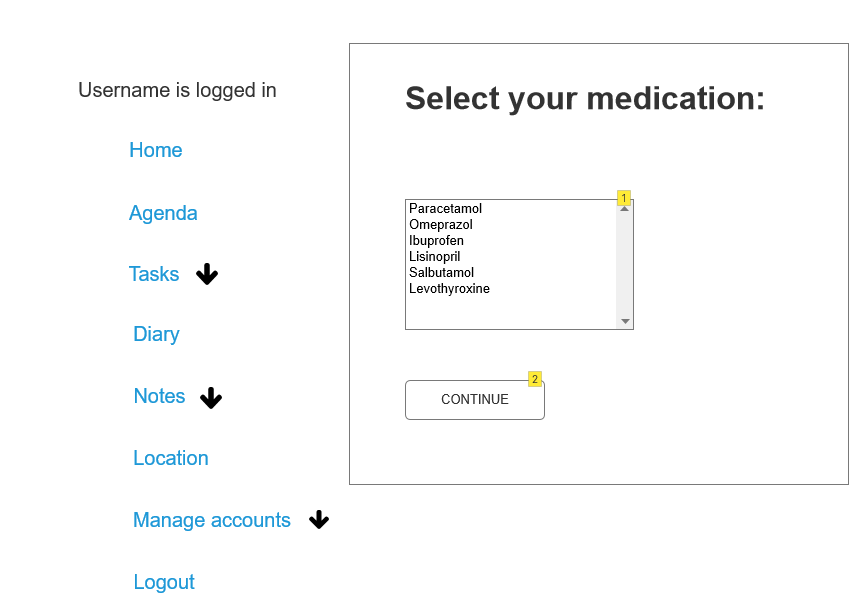 Username is logged in
Home
Agenda
Tasks
Diary
Notes
Location
Manage accounts
Logout
Select your medication:
1
Paracetamol
Omeprazol
Ibuprofen
Lisinopril
Salbutamol
Levothyroxine
2
CONTINUE